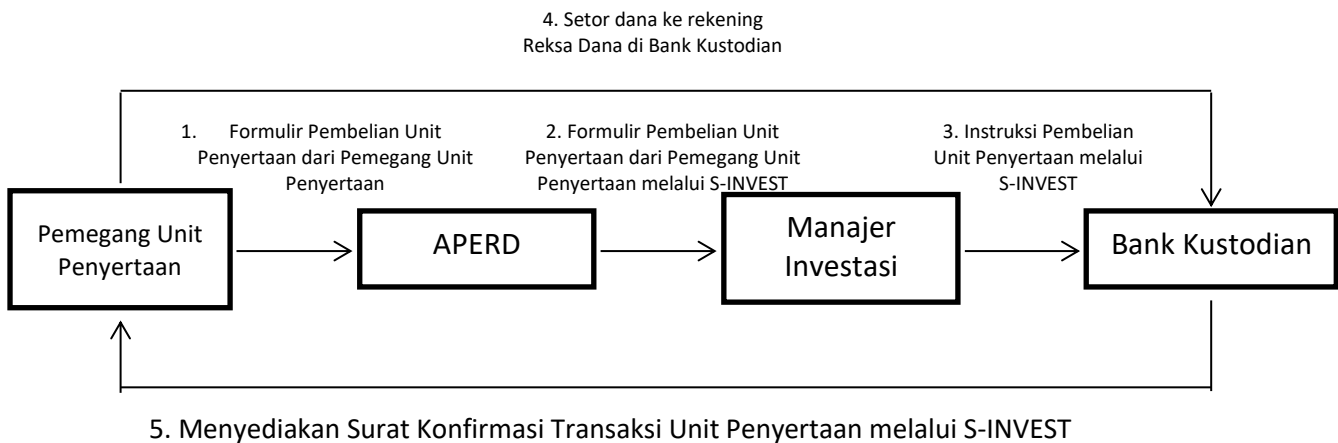 4. Setor dana ke rekening
Reksa Dana di Bank Kustodian
1. Formulir Pembelian Unit
Penyertaan dari Pemegang Unit
Penyertaan
2. Formulir Pembelian Unit
Penyertaan dari Pemegang Unit
Penyertaan melalui S-INVEST
3. Instruksi Pembelian
Unit Penyertaan melalui
S-INVEST
Pemegang Unit
Penyertaan
APERD
Manajer
Investasi
Bank Kustodian
5. Menyediakan Surat Konfirmasi Transaksi Unit Penyertaan melalui S-INVEST